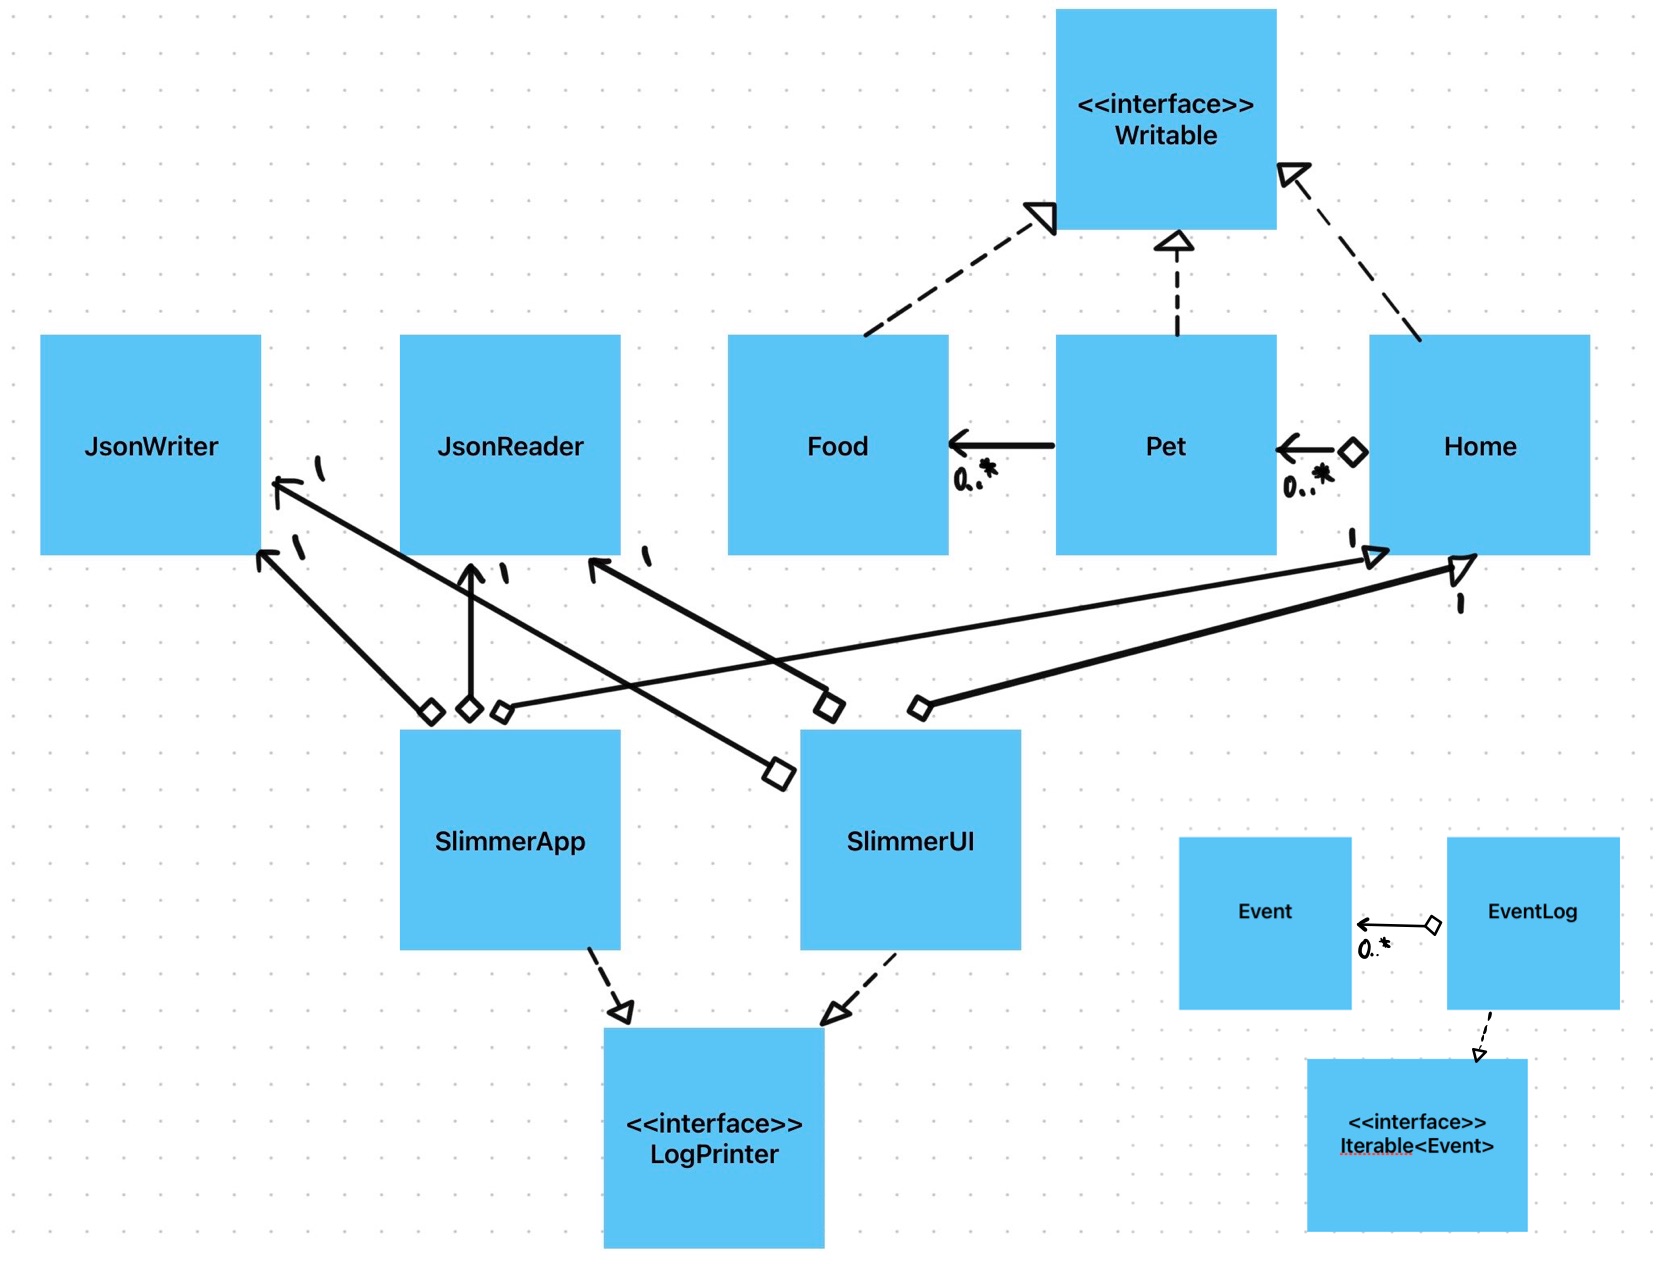 <<interface>>
Writable
JsonWriter
JsonReader
Food
Pet
Home
0..*
0..*
1
1
1
1
1
1
SlimmerApp
SlimmerUI
Event
EventLog
0..*
<<interface>>
LogPrinter
<<interface>>
Iterable<Event>